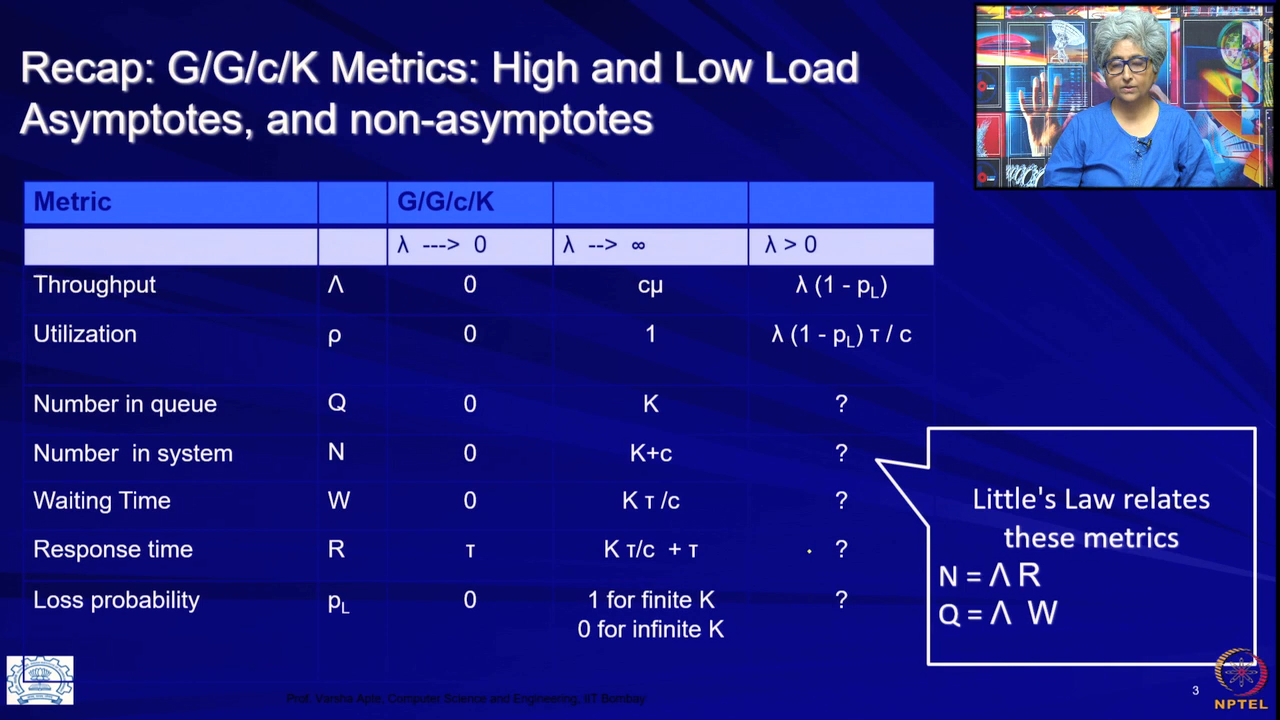 Recap: G/G/c/K Metrics: High and Low Load
Asymptotes, and non-asymptotes
Metric G/G/c/K
λ ---> 0 λ --> ∞ λ > 0
Throughput Λ 0 cμ λ (1 - pL)
Utilization ρ 0 1 λ (1 - pL) τ / c
Number in queue Q 0 K ?
Number in system N 0 K+c ?
Waiting Time W 0 K τ /c ?
Response time R τ K τ/c + τ ?
Loss probability pL 0 1 for finite K ?
0 for infinite K
Little's Law relates
these metrics
N = Λ R
Q = Λ W
Prof. Varsha Apte, Computer Science and Engineering, IIT Bombay
3
NPTEL